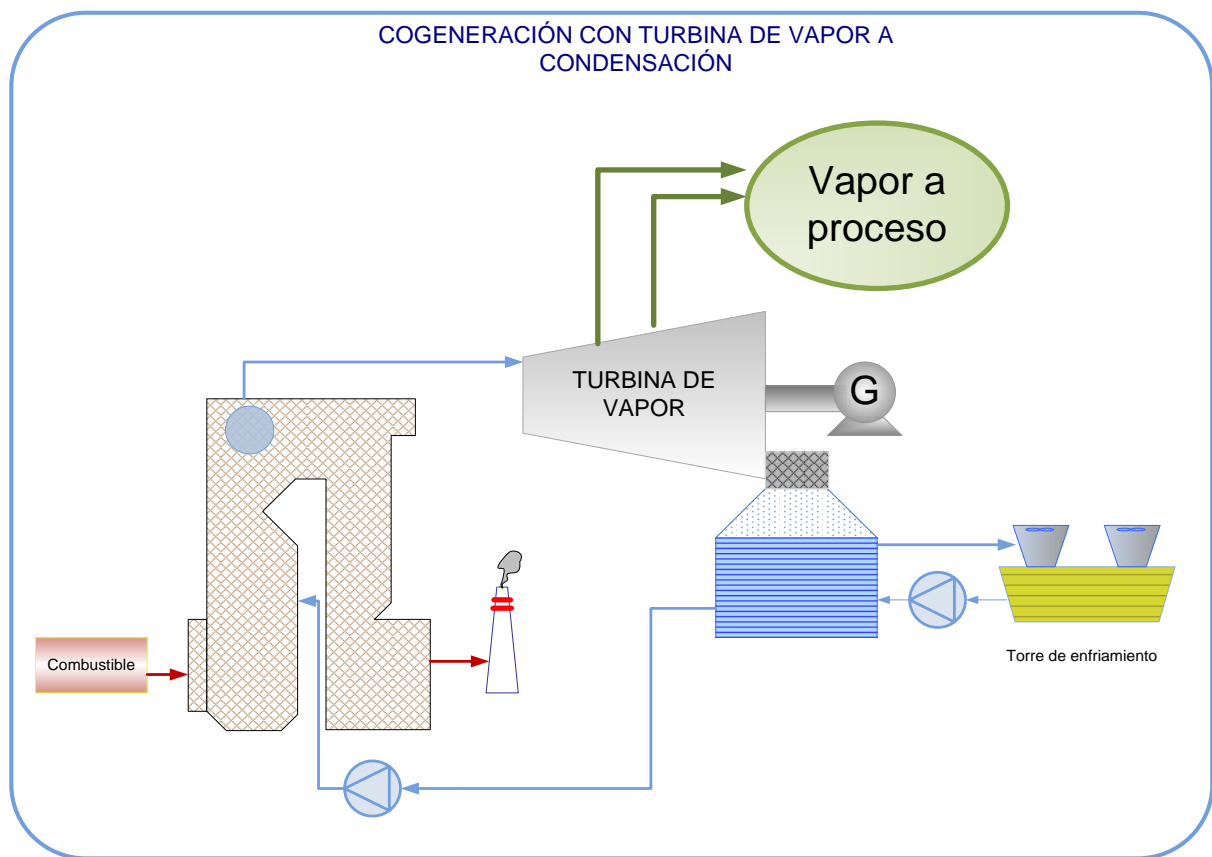 COGENERACIÓN CON TURBINA DE VAPOR A
CONDENSACIÓN
Vapor a
proceso
TURBINA DE
VAPOR
G
Combustible
Torre de enfriamiento